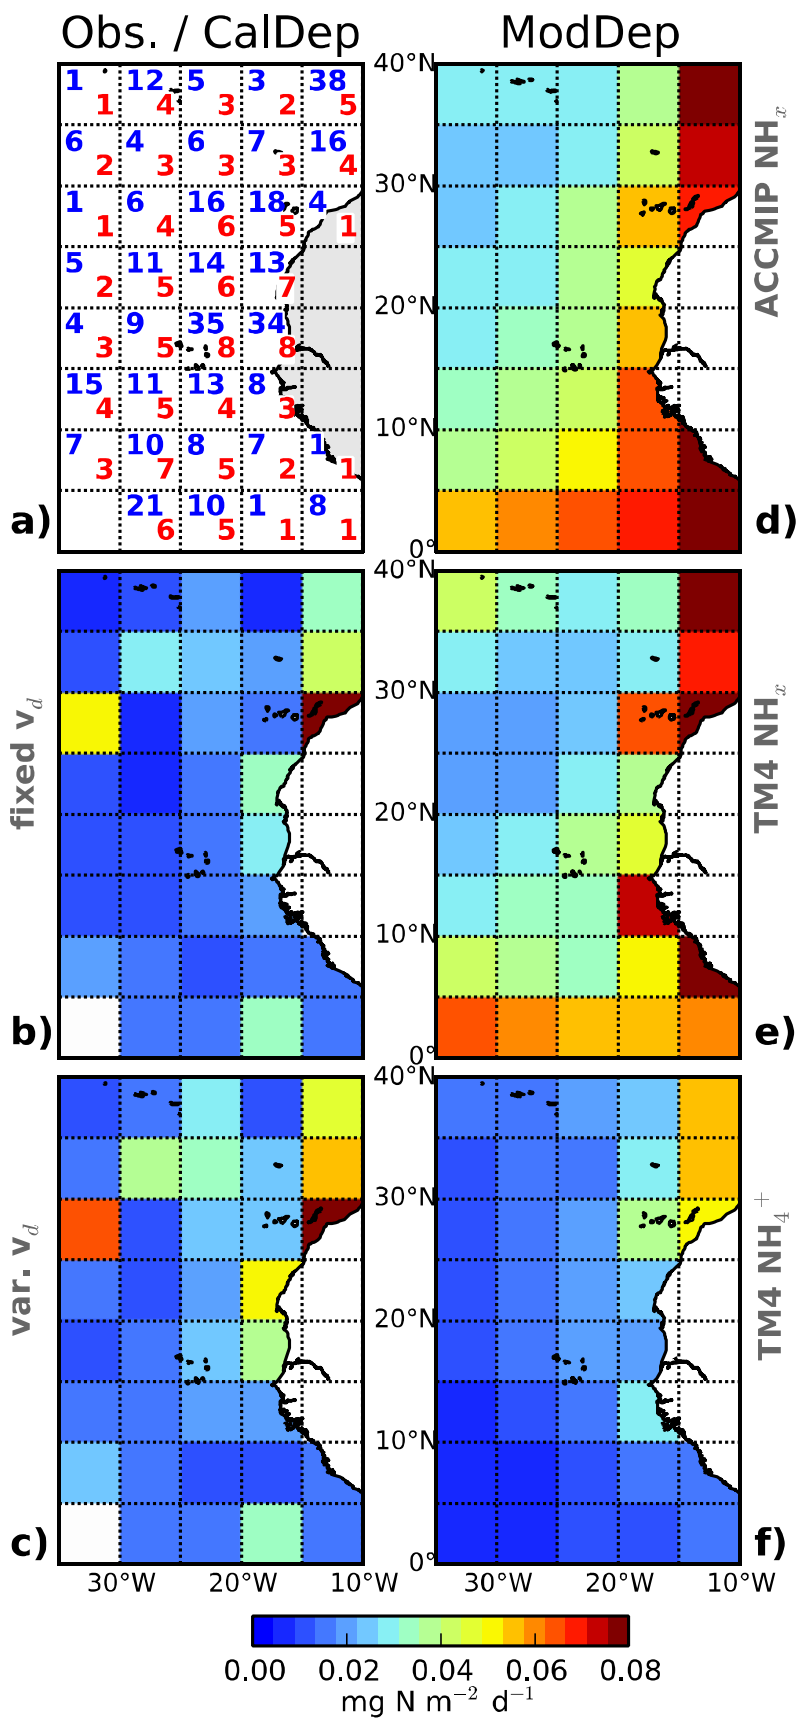 Obs. / CalDep ModDep
1 12 5 3 38
1 4 3 2 5
6 4 6 7 16
2 3 3 3 4
1 6 16 18 4
1 4 6 5 1
5 11 14 13
2 5 6 7
4 9 35 34
3 5 8 8
15 11 13 8
4 5 4 3
7 10 8 7 1
3 7 5 2 1
21 10 1 8
6 5 1 1
a)
40°N
30°N
20°N
10°N
0°
d)
ACCMIP NHₓ
fixed v_d
b)
40°N
30°N
20°N
10°N
0°
e)
TM4 NHₓ
var. v_d
c)
40°N
30°N
20°N
10°N
0°
f)
TM4 NH₄⁺
30°W 20°W 10°W 30°W 20°W 10°W
0.00 0.02 0.04 0.06 0.08
mg N m⁻² d⁻¹